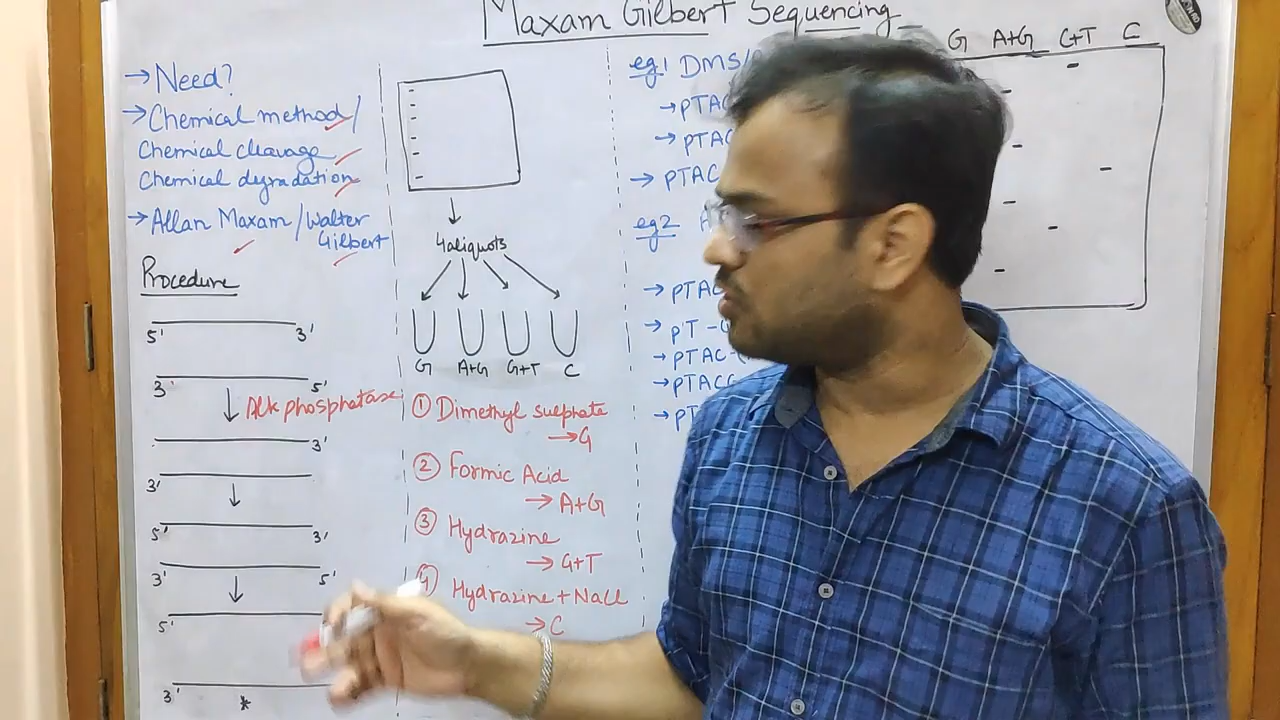 Maxam Gilbert Sequencing
→Need?
→Chemical method/
Chemical cleavage
Chemical degradation
→Allan Maxam/Walter
Gilbert
Procedure
5' 3'
3' 5'
↓ Alk phosphatase
3'
3'
↓
5' 3'
3' 5'
↓
5'
3'
*
↓
4 aliquots
G A+G G+T C
① Dimethyl sulphate
→G
② Formic Acid
→A+G
③ Hydrazine
→G+T
④ Hydrazine+NaCl
→C
eg1 DMS/
→pTAC
→pTAC
→pTAC
eg2 A
→pTAC
→pT-
→pTAC-
→pTACC
→pT
G A+G C+T C